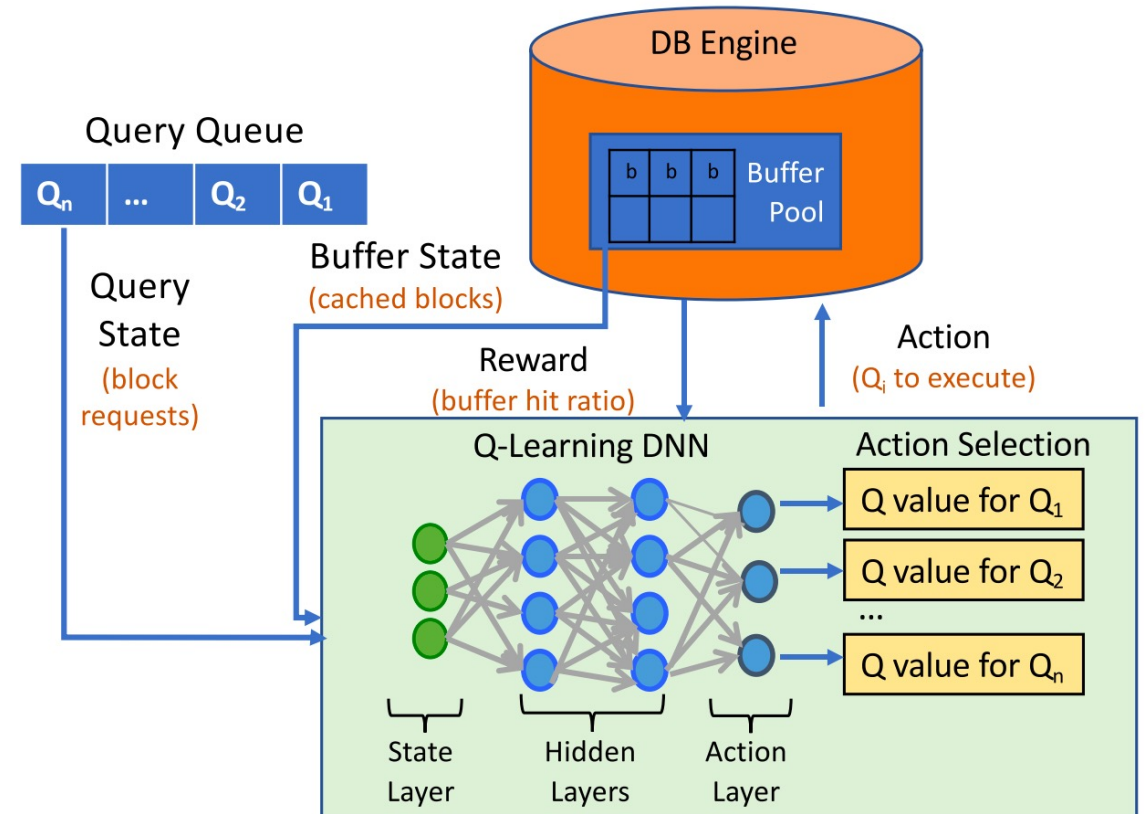 DB Engine
Query Queue
Qn ... Q2 Q1
b b b
Buffer
Pool
Buffer State
(cached blocks)
Query
State
(block
requests)
Reward
(buffer hit ratio)
Action
(Qi to execute)
Q-Learning DNN
Action Selection
Q value for Q1
Q value for Q2
...
Q value for Qn
State
Layer
Hidden
Layers
Action
Layer